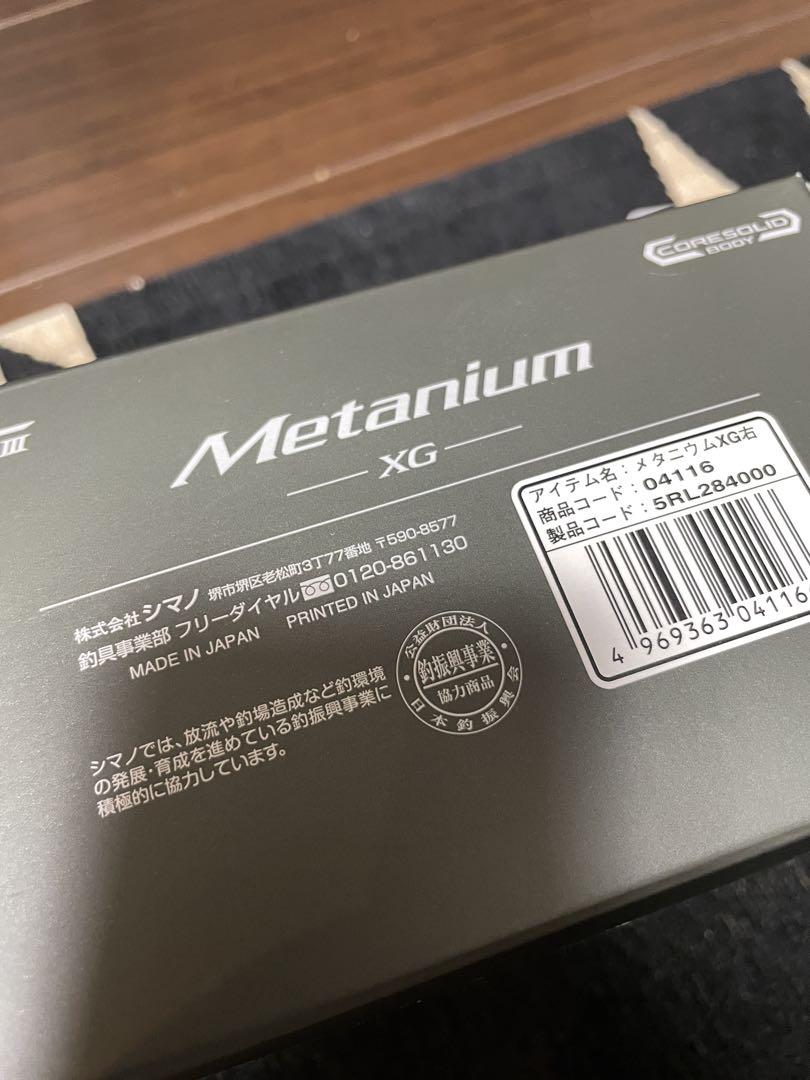 CORESOLID
BODY
III
Metanium
XG
アイテム名：メタニウムXG右
商品コード：04116
製品コード：5RL284000
4 969363 04116
株式会社シマノ 堺市堺区老松町3丁77番地 〒590-8577
釣具事業部 フリーダイヤル 0120-861130
MADE IN JAPAN PRINTED IN JAPAN
公益財団法人
釣振興事業
協力商品
日本釣振興会
シマノでは、放流や釣場造成など釣環境
の発展・育成を進めている釣振興事業に
積極的に協力しています。